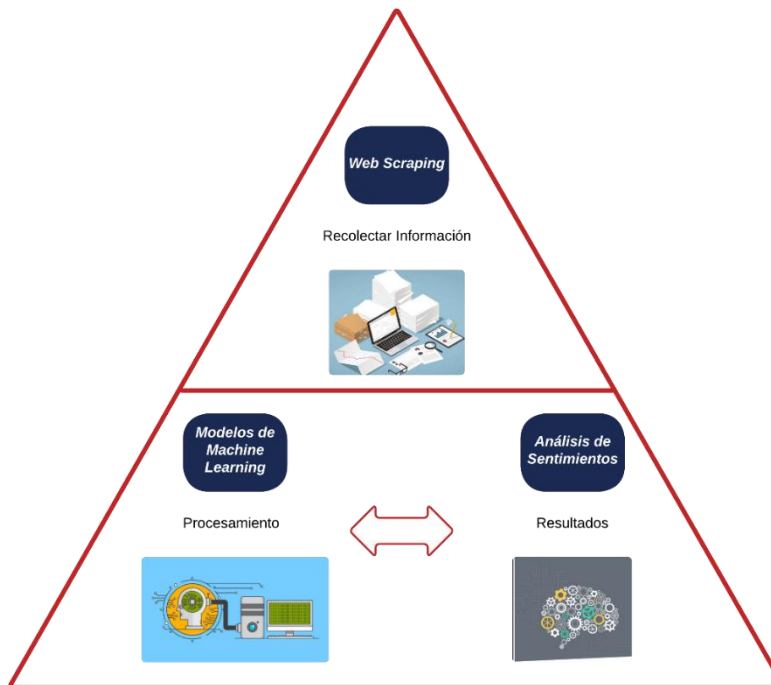 Web Scraping
Recolectar Información
Modelos de
Machine
Learning
Procesamiento
Análisis de
Sentimientos
Resultados